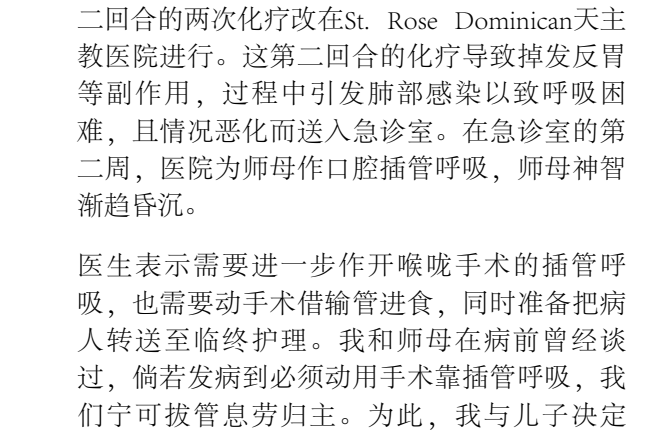 二回合的两次化疗改在St. Rose Dominican天主
教医院进行。这第二回合的化疗导致掉发反胃
等副作用，过程中引发肺部感染以致呼吸困
难，且情况恶化而送入急诊室。在急诊室的第
二周，医院为师母作口腔插管呼吸，师母神智
渐趋昏沉。
医生表示需要进一步作开喉咙手术的插管呼
吸，也需要动手术借输管进食，同时准备把病
人转送至临终护理。我和师母在病前曾经谈
过，倘若发病到必须动用手术靠插管呼吸，我
们宁可拔管息劳归主。为此，我与儿子决定